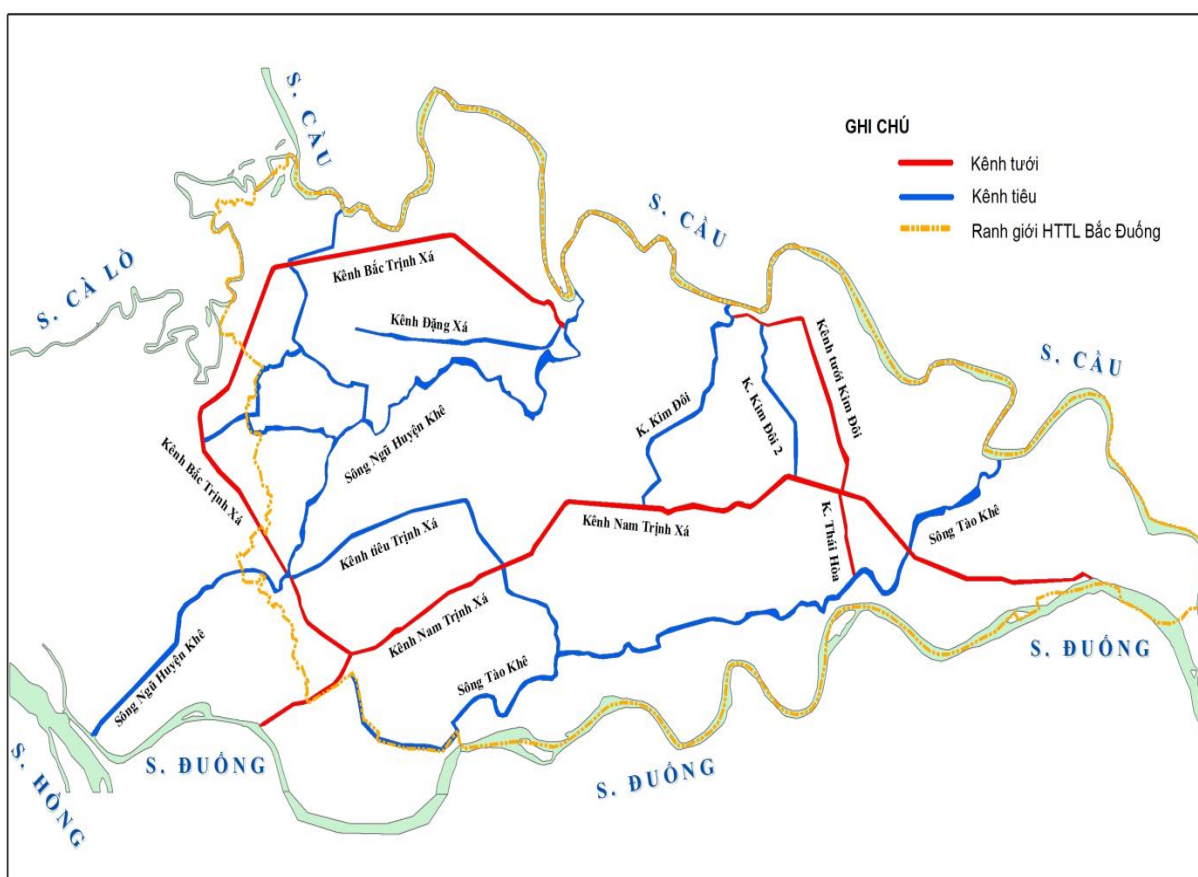 S. CẦU
GHI CHÚ
Kênh tưới
Kênh tiêu
Ranh giới HTTL Bắc Đuống
S. CẦU
S. CÀ LỒ
Kênh Bắc Trịnh Xá
Kênh Đặng Xá
Kênh tưới Kim Đôi
S. CẦU
K. Kim Đôi
K. Kim Đôi 2
Sông Ngũ Huyện Khê
Kênh Bắc Trịnh Xá
Kênh Nam Trịnh Xá
Sông Tào Khê
Kênh tiêu Trịnh Xá
K. Thái Hòa
Kênh Nam Trịnh Xá
Sông Ngũ Huyện Khê
Sông Tào Khê
S. ĐUỐNG
S. ĐUỐNG
S. ĐUỐNG
S. HỒNG